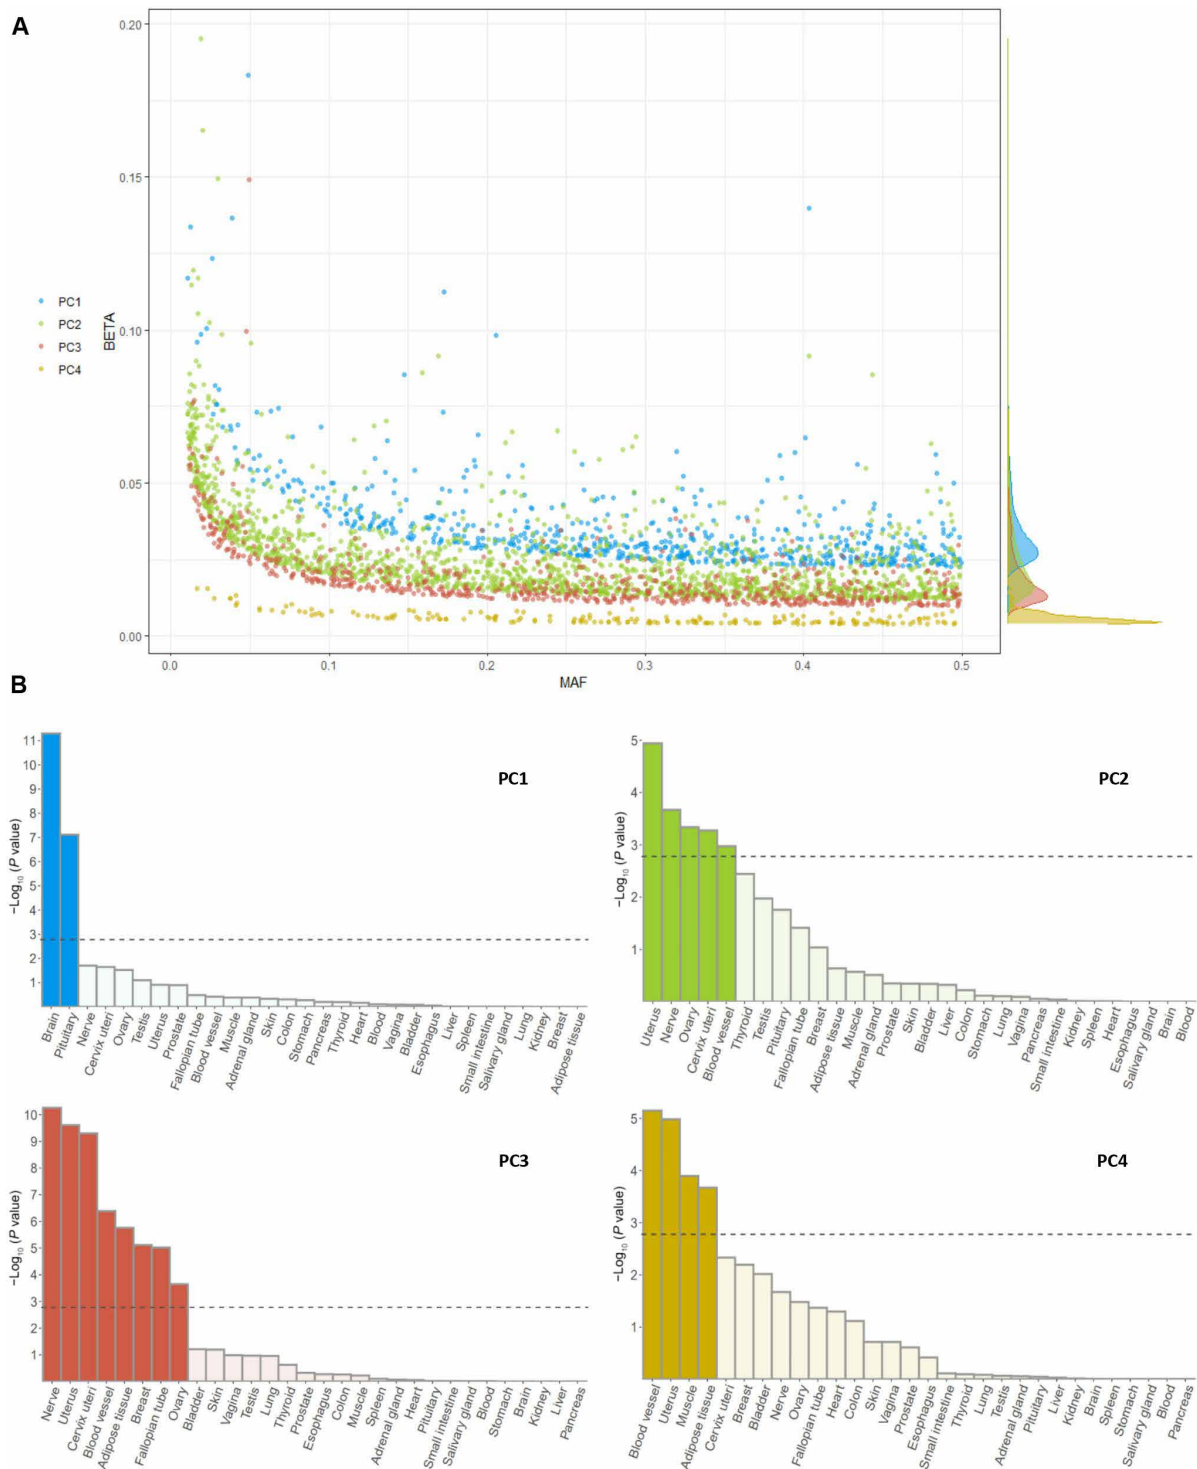 A
0.20
0.15
0.10
0.05
0.00
BETA
PC1
PC2
PC3
PC4
0.0 0.1 0.2 0.3 0.4 0.5
MAF
B
PC1
−Log10 (P value)
11
10
9
8
7
6
5
4
3
2
1
Brain
Pituitary
Nerve
Cervix uteri
Ovary
Testis
Uterus
Prostate
Fallopian tube
Blood vessel
Muscle
Adrenal gland
Skin
Colon
Stomach
Pancreas
Thyroid
Heart
Blood
Vagina
Bladder
Esophagus
Liver
Spleen
Small intestine
Salivary gland
Lung
Kidney
Breast
Adipose tissue
PC2
−Log10 (P value)
5
4
3
2
1
Uterus
Nerve
Ovary
Cervix uteri
Blood vessel
Thyroid
Testis
Pituitary
Fallopian tube
Breast
Adipose tissue
Muscle
Adrenal gland
Prostate
Skin
Bladder
Liver
Colon
Stomach
Lung
Vagina
Pancreas
Small intestine
Kidney
Spleen
Heart
Esophagus
Salivary gland
Brain
Blood
PC3
−Log10 (P value)
10
9
8
7
6
5
4
3
2
1
Nerve
Uterus
Cervix uteri
Blood vessel
Adipose tissue
Breast
Fallopian tube
Ovary
Bladder
Skin
Vagina
Testis
Lung
Thyroid
Prostate
Esophagus
Colon
Muscle
Spleen
Adrenal gland
Heart
Pituitary
Small intestine
Salivary gland
Blood
Stomach
Brain
Kidney
Liver
Pancreas
PC4
−Log10 (P value)
5
4
3
2
1
Blood vessel
Uterus
Muscle
Adipose tissue
Cervix uteri
Breast
Bladder
Nerve
Ovary
Fallopian tube
Heart
Colon
Skin
Vagina
Prostate
Esophagus
Small intestine
Thyroid
Lung
Testis
Adrenal gland
Pituitary
Liver
Kidney
Brain
Spleen
Stomach
Salivary gland
Blood
Pancreas